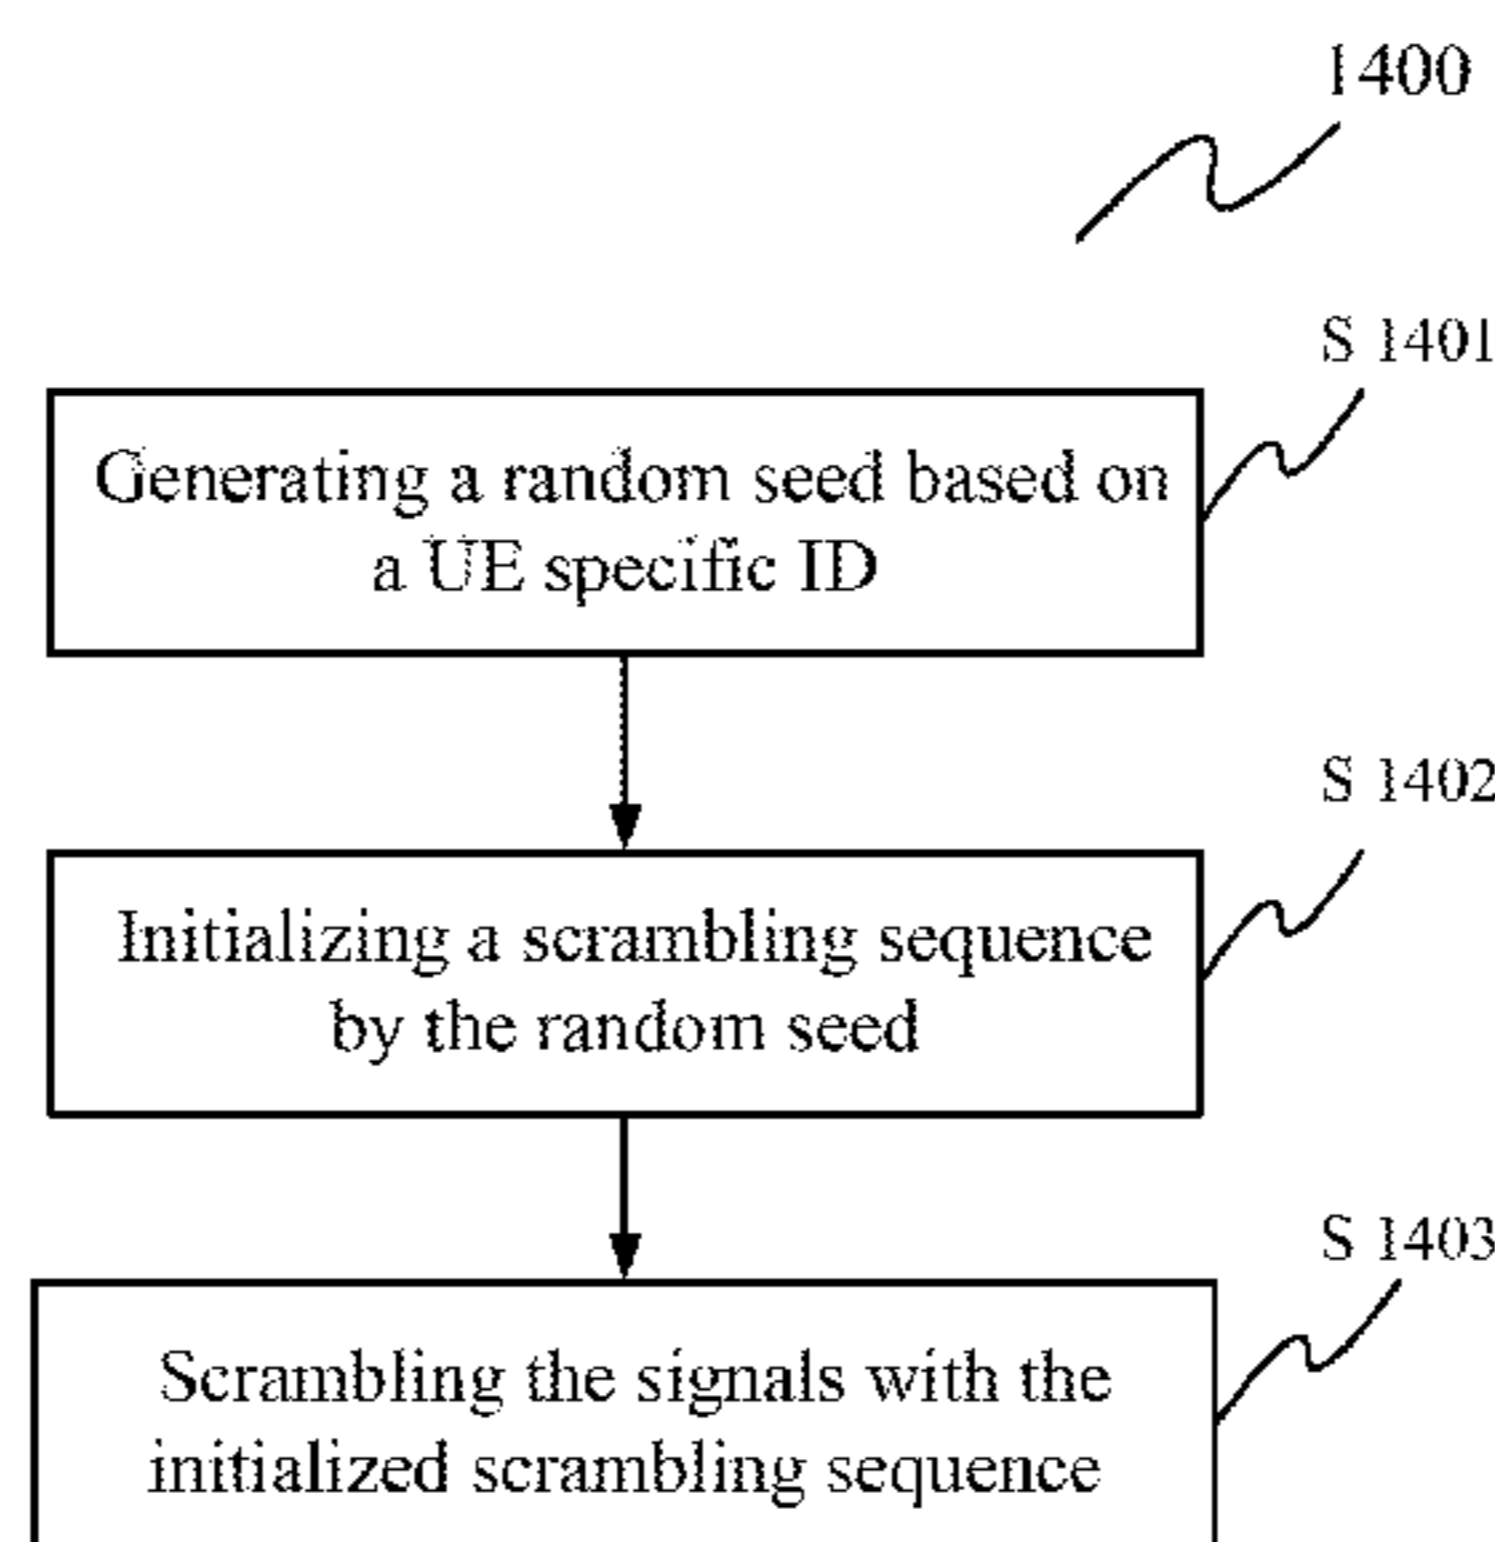 1400
S 1401
Generating a random seed based on
a UE specific ID
S 1402
Initializing a scrambling sequence
by the random seed
S 1403
Scrambling the signals with the
initialized scrambling sequence